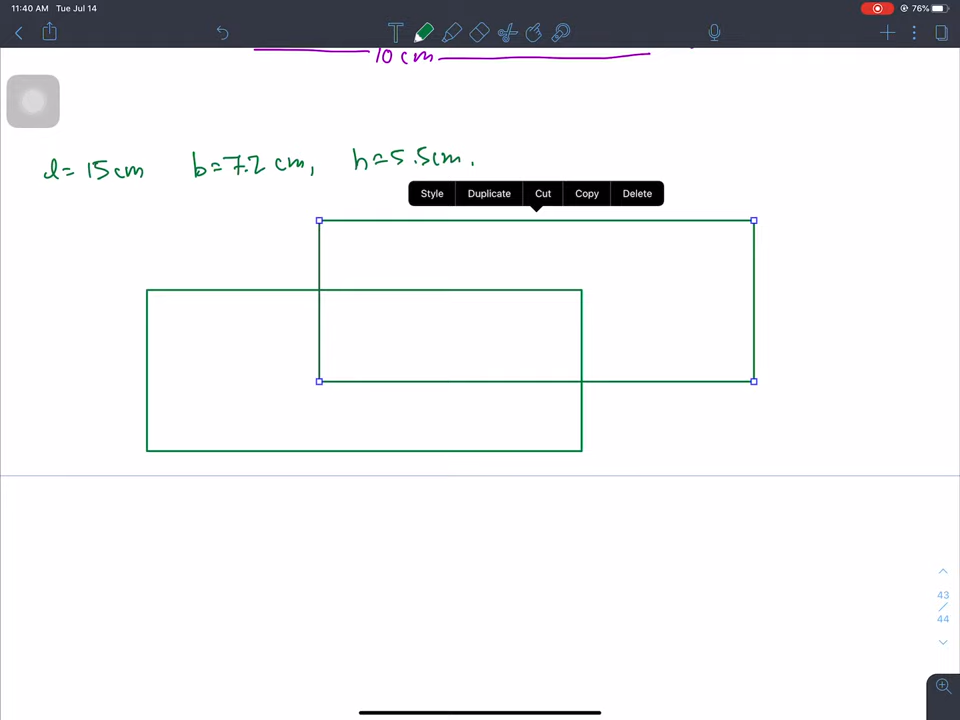 11:40 AM Tue Jul 14
76%
10 cm
l = 15 cm b = 7.2 cm, h = 5.5 cm.
Style Duplicate Cut Copy Delete
43
/
44